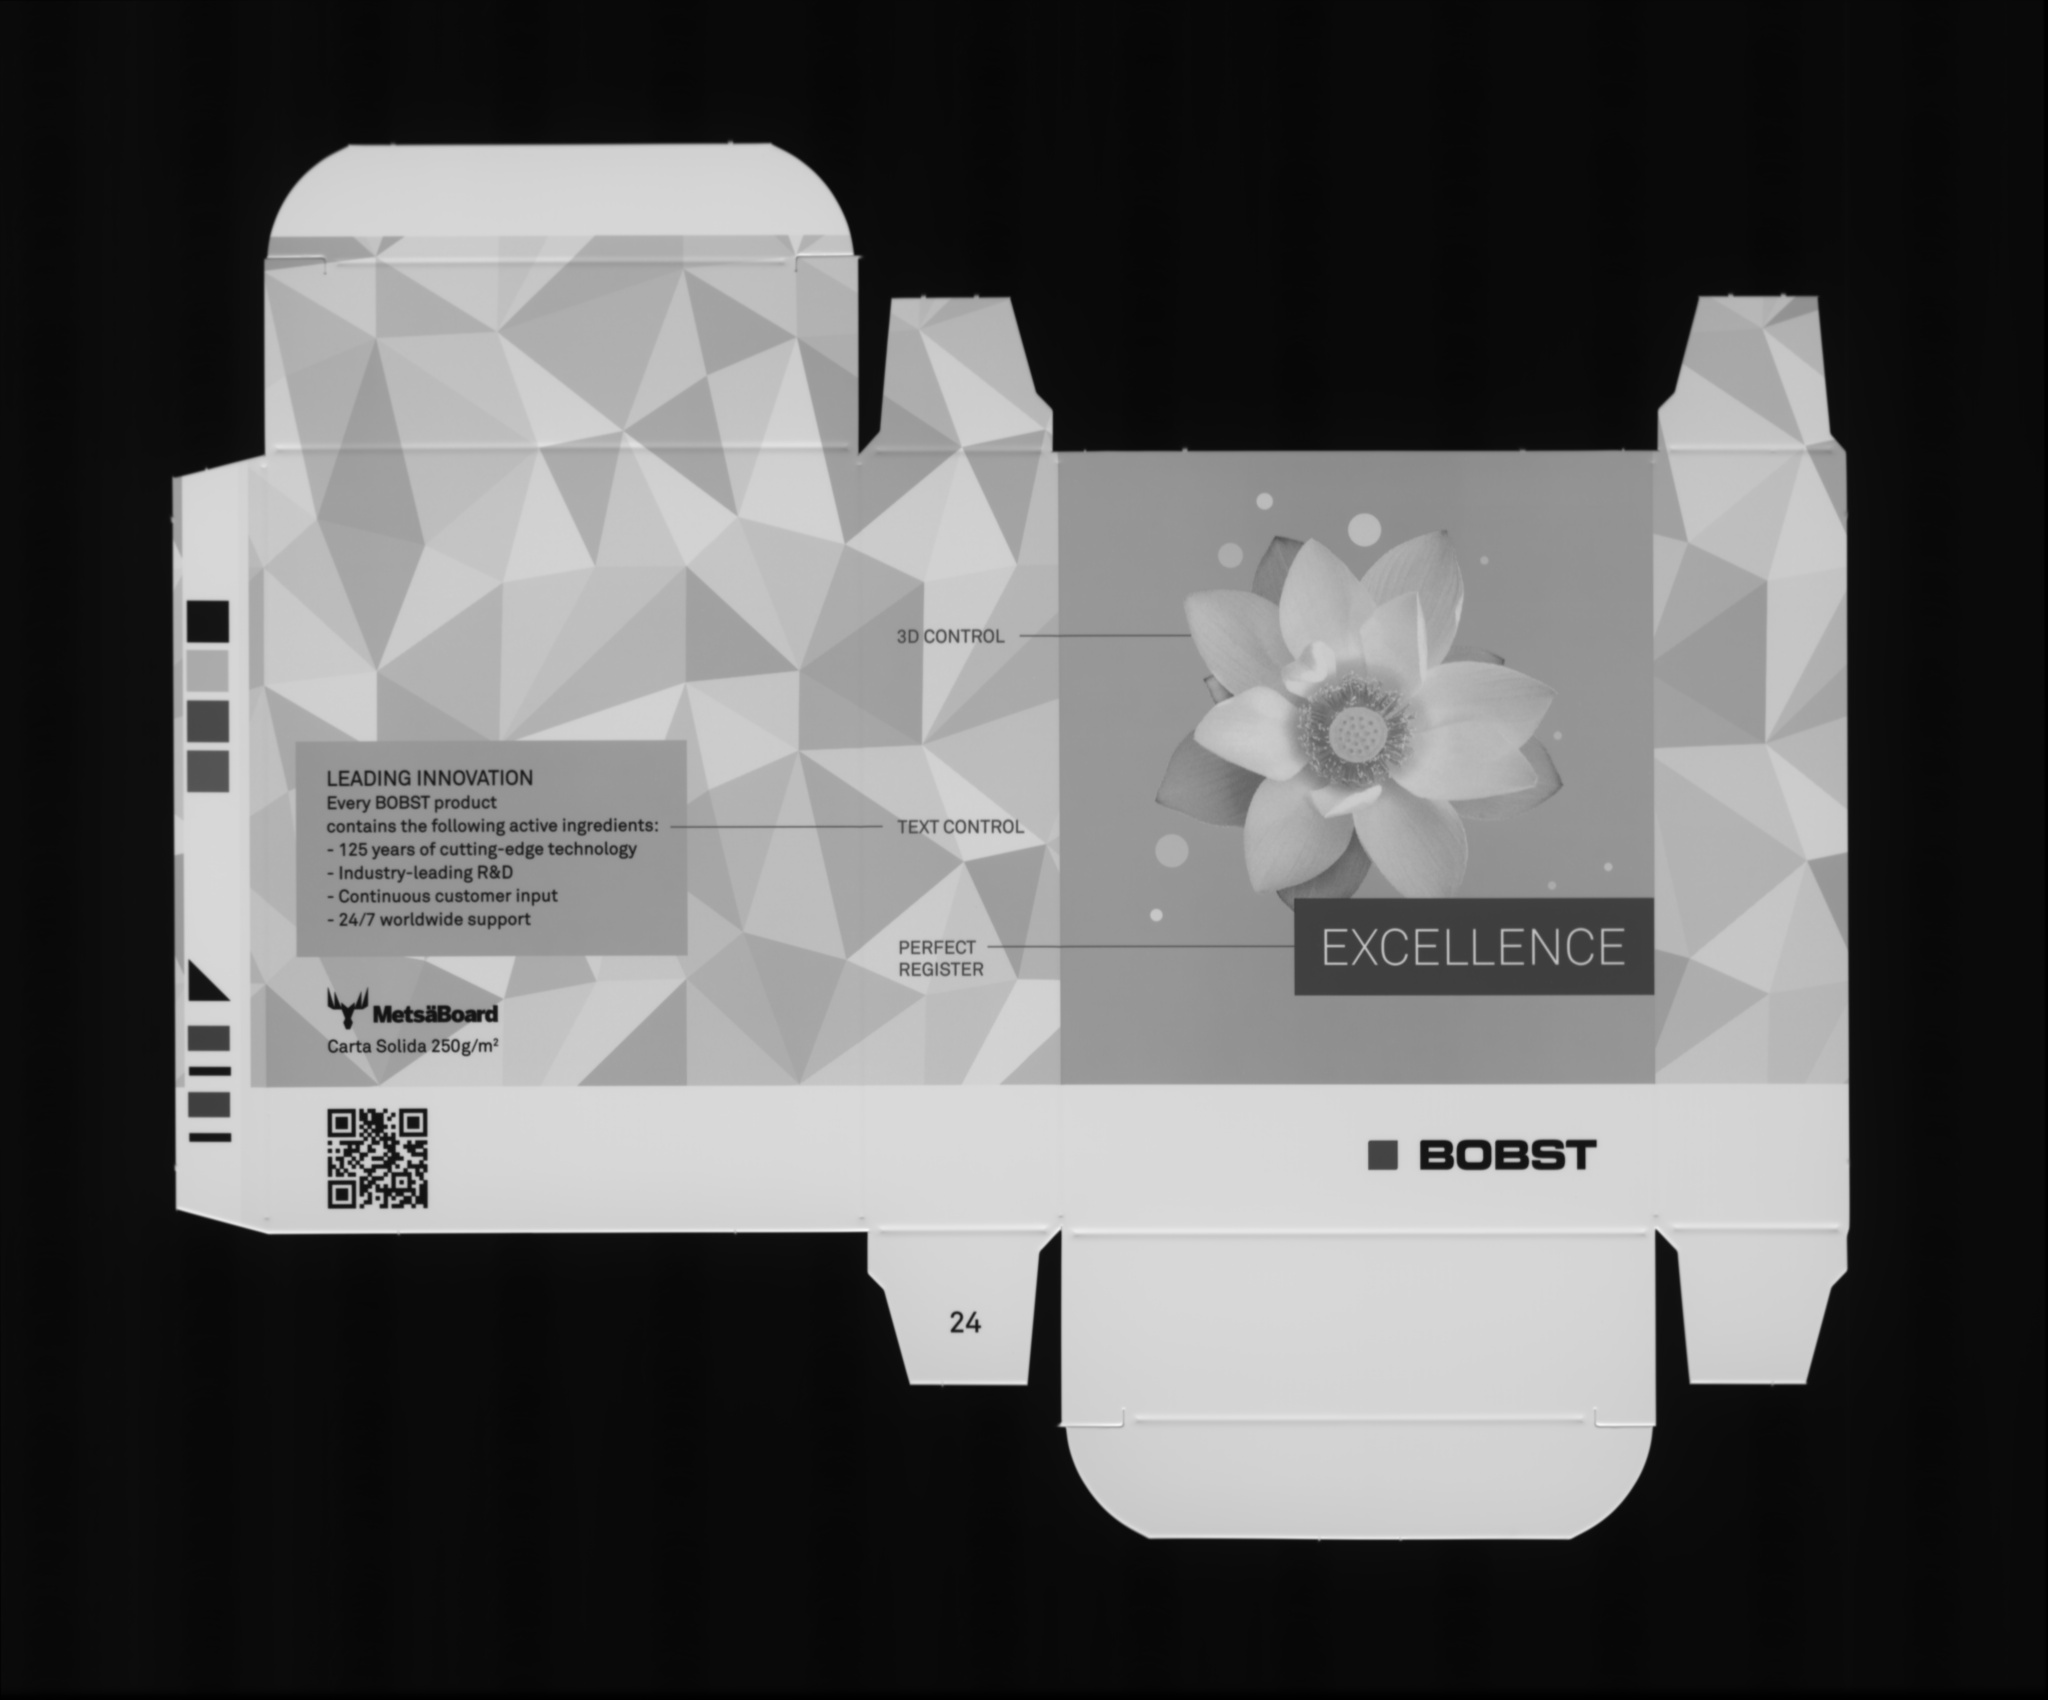 3D CONTROL
LEADING INNOVATION
Every BOBST product
contains the following active ingredients:
- 125 years of cutting-edge technology
- Industry-leading R&D
- Continuous customer input
- 24/7 worldwide support
TEXT CONTROL
PERFECT
REGISTER
EXCELLENCE
MetsäBoard
Carta Solida 250g/m²
BOBST
24